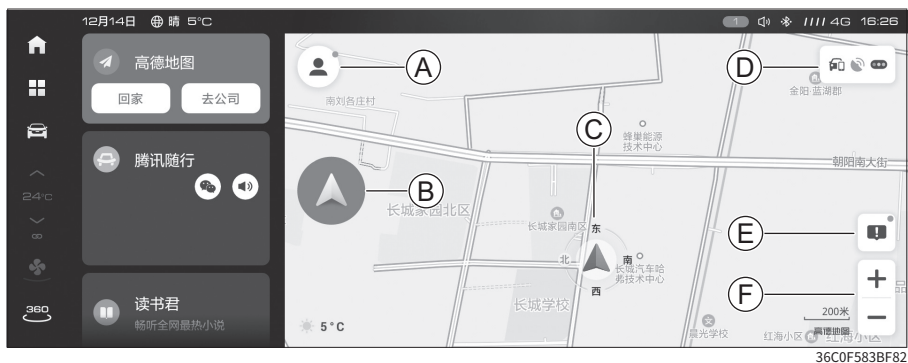 12月14日 晴 5°C
1 4G 16:26
高德地图
回家 去公司
腾讯随行
读书君
畅听全网最热小说
24°C
360
A
B
C
D
E
F
南刘各庄村
金阳·蓝湖郡
蜂巢能源
技术中心
朝阳南大街
长城家园北区
长城家园南区
东
北
南
西
长城汽车哈
弗技术中心
长城学校
5°C
200米
高德地图
晨光学校
红海小区
红海小区
36C0F583BF82